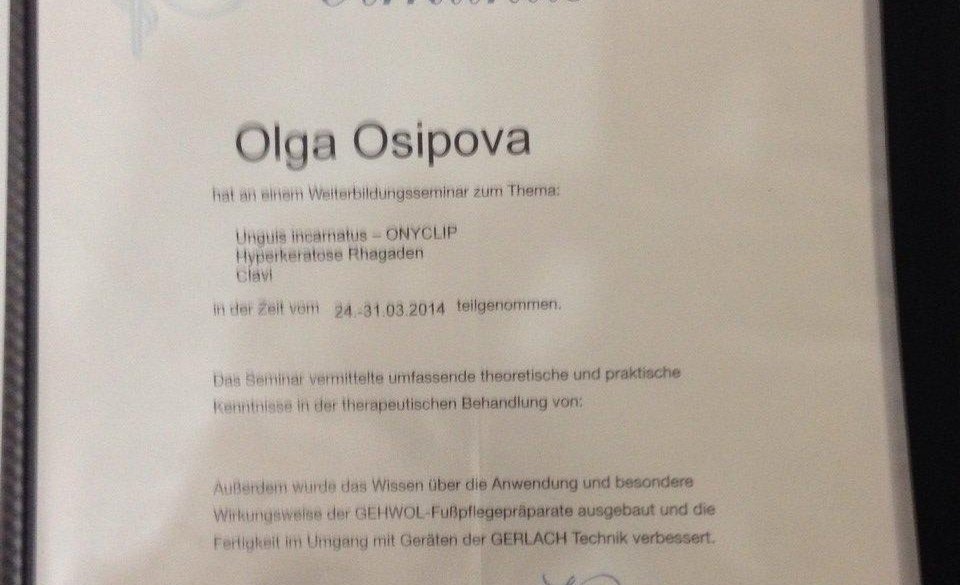 Olga Osipova
hat an einem Weiterbildungsseminar zum Thema:
Unguis incarnatus – ONYCLIP
Hyperkeratose Rhagaden
Clavi
in der Zeit vom 24.-31.03.2014 teilgenommen.
Das Seminar vermittelte umfassende theoretische und praktische
Kenntnisse in der therapeutischen Behandlung von:
Außerdem wurde das Wissen über die Anwendung und besondere
Wirkungsweise der GEHWOL-Fußpflegepräparate ausgebaut und die
Fertigkeit im Umgang mit Geräten der GERLACH Technik verbessert.